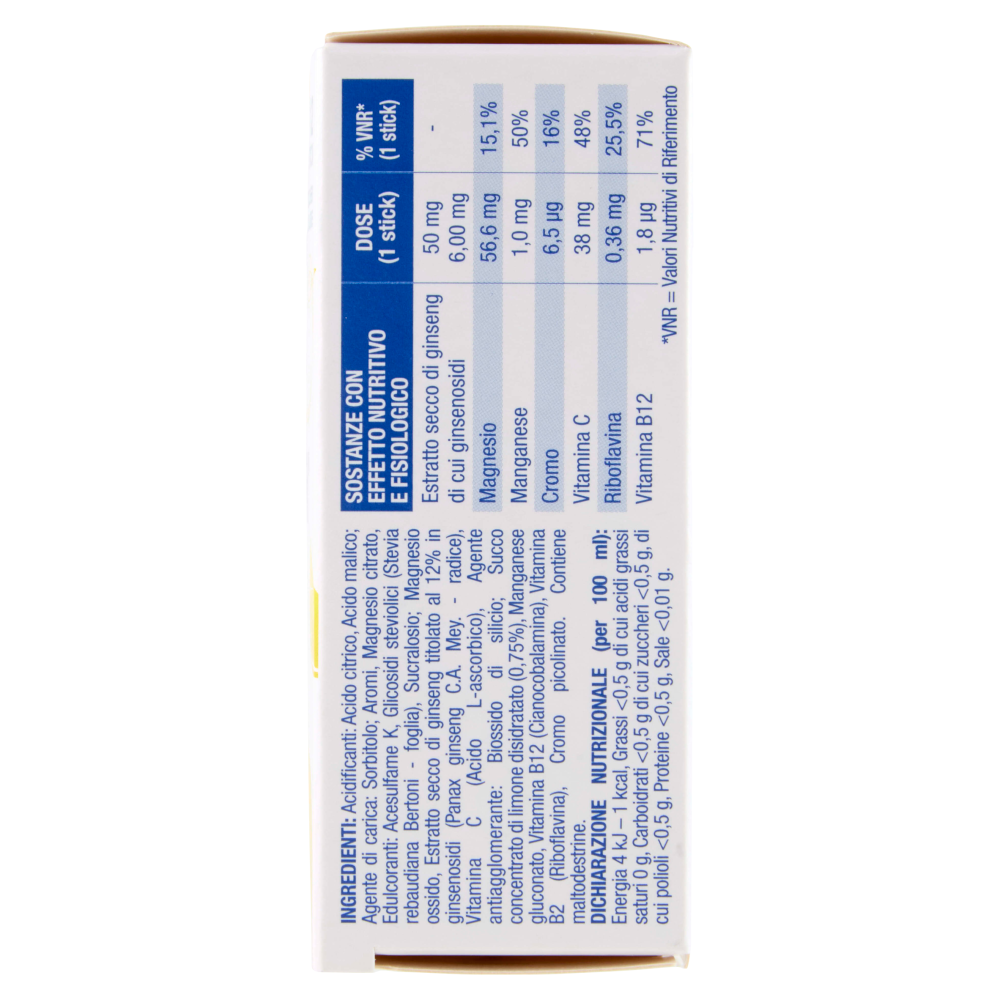 INGREDIENTI: Acidificanti: Acido citrico, Acido malico;
Agente di carica: Sorbitolo; Aromi, Magnesio citrato,
Edulcoranti: Acesulfame K, Glicosidi steviolici (Stevia
rebaudiana Bertoni - foglia), Sucralosio; Magnesio
ossido, Estratto secco di ginseng titolato al 12% in
ginsenosidi (Panax ginseng C.A. Mey. - radice),
Vitamina C (Acido L-ascorbico), Agente
antiagglomerante: Biossido di silicio; Succo
concentrato di limone disidratato (0,75%), Manganese
gluconato, Vitamina B12 (Cianocobalamina), Vitamina
B2 (Riboflavina), Cromo picolinato. Contiene
maltodestrine.
DICHIARAZIONE NUTRIZIONALE (per 100 ml):
Energia 4 kJ – 1 kcal, Grassi <0,5 g di cui acidi grassi
saturi 0 g, Carboidrati <0,5 g di cui zuccheri <0,5 g, di
cui polioli <0,5 g, Proteine <0,5 g, Sale <0,01 g.
SOSTANZE CON
EFFETTO NUTRITIVO
E FISIOLOGICO
DOSE
(1 stick)
% VNR*
(1 stick)
Estratto secco di ginseng 50 mg -
di cui ginsenosidi 6,00 mg
Magnesio 56,6 mg 15,1%
Manganese 1,0 mg 50%
Cromo 6,5 µg 16%
Vitamina C 38 mg 48%
Riboflavina 0,36 mg 25,5%
Vitamina B12 1,8 µg 71%
*VNR = Valori Nutritivi di Riferimento